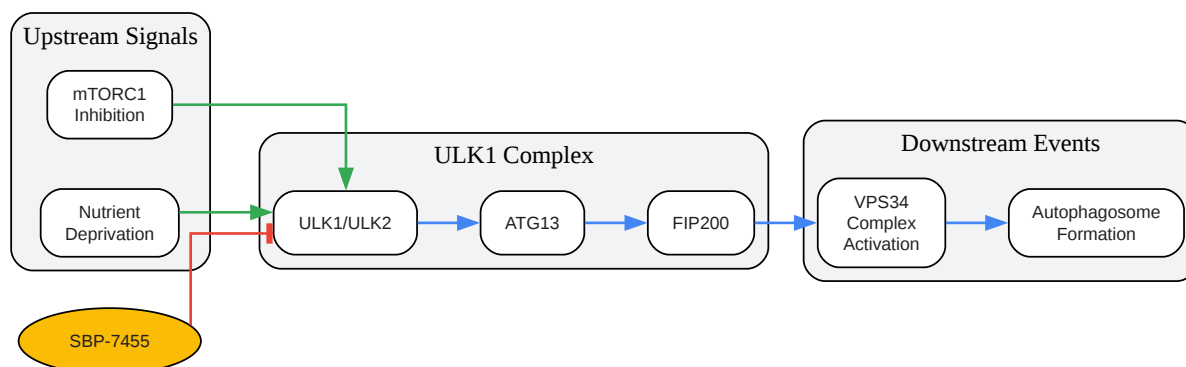 Upstream Signals
mTORC1
Inhibition
Nutrient
Deprivation
SBP-7455
ULK1 Complex
ULK1/ULK2
ATG13
FIP200
Downstream Events
VPS34
Complex
Activation
Autophagosome
Formation